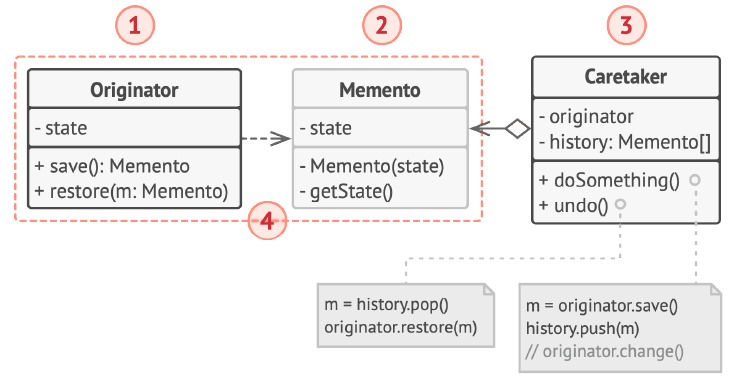 1
2
3
Originator
- state
+ save(): Memento
+ restore(m: Memento)
Memento
- state
- Memento(state)
- getState()
Caretaker
- originator
- history: Memento[]
+ doSomething()
+ undo()
4
m = history.pop()
originator.restore(m)
m = originator.save()
history.push(m)
// originator.change()